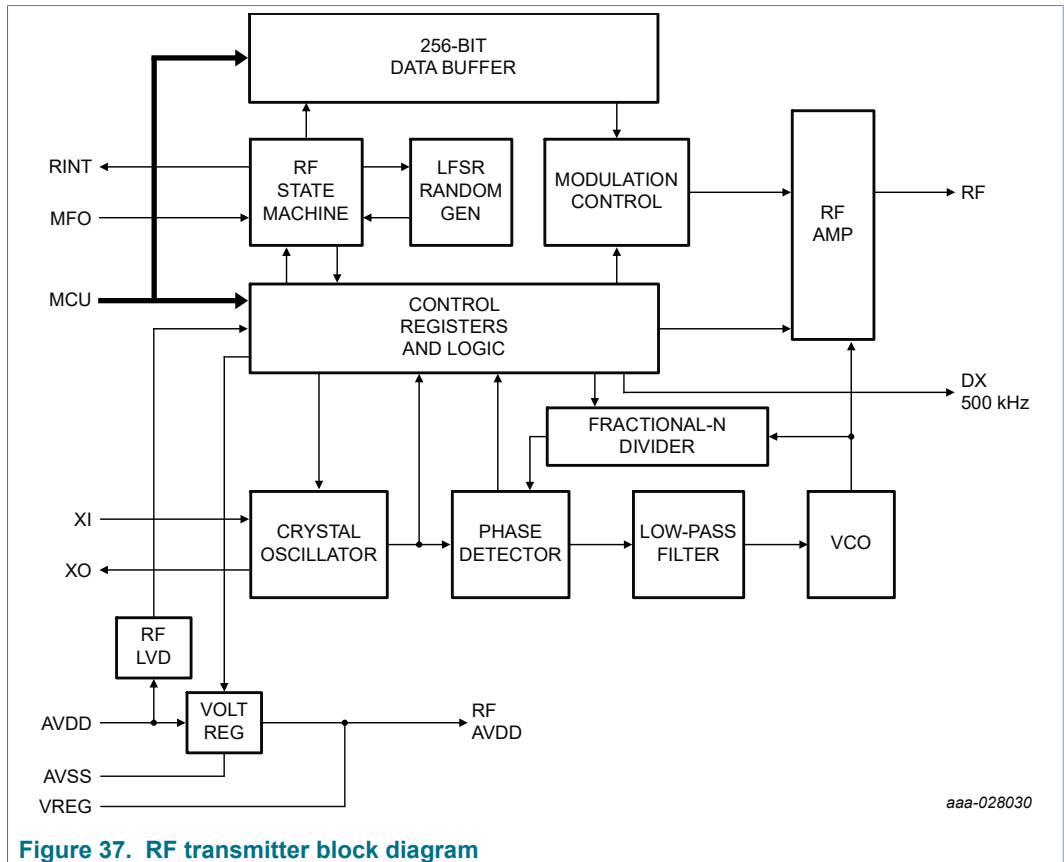 256-BIT
DATA BUFFER
RINT
RF
STATE
MACHINE
LFSR
RANDOM
GEN
MODULATION
CONTROL
RF
AMP
RF
MFO
MCU
CONTROL
REGISTERS
AND LOGIC
DX
500 kHz
FRACTIONAL-N
DIVIDER
XI
XO
CRYSTAL
OSCILLATOR
PHASE
DETECTOR
LOW-PASS
FILTER
VCO
RF
LVD
AVDD
VOLT
REG
RF
AVDD
AVSS
VREG
aaa-028030
Figure 37. RF transmitter block diagram